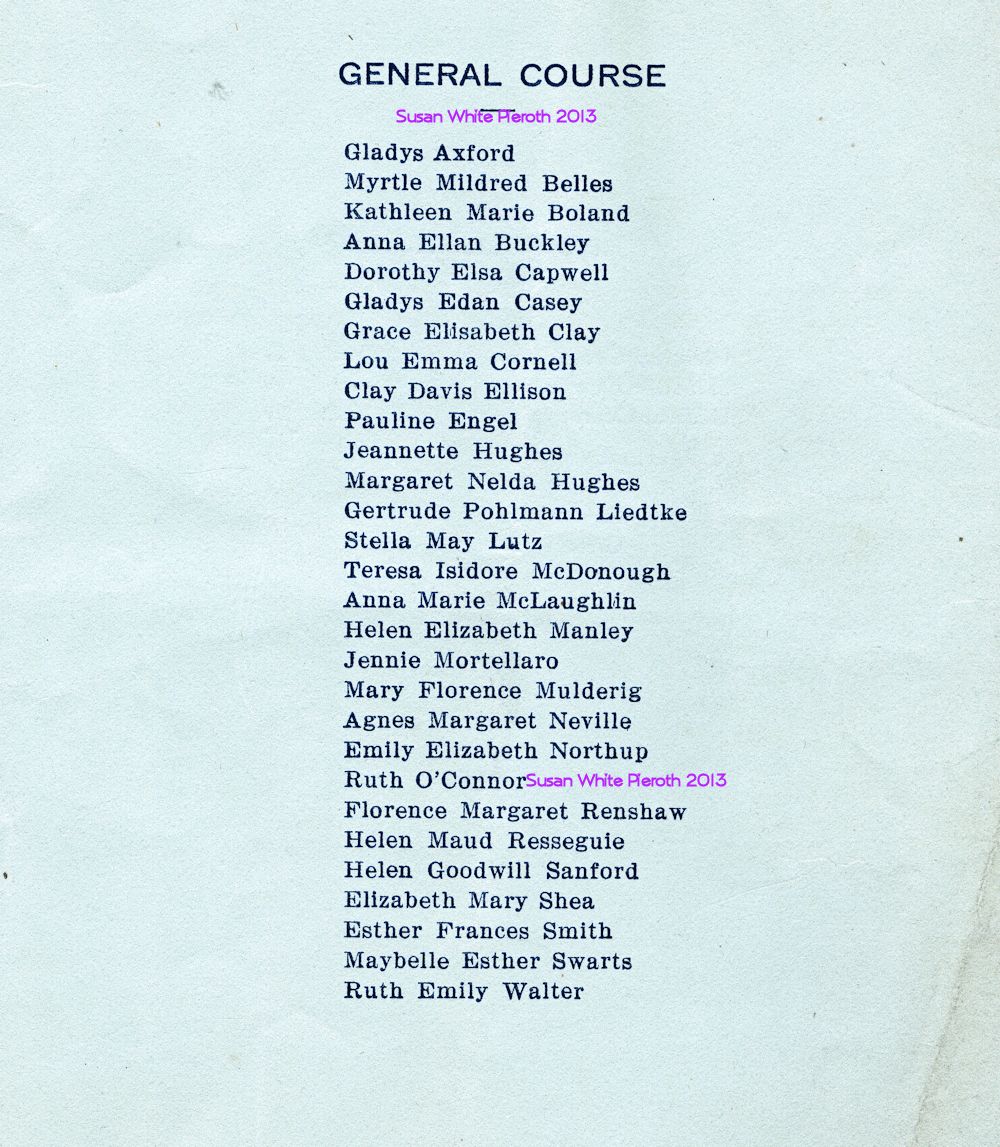 GENERAL COURSE
Susan White Pieroth 2013
Gladys Axford
Myrtle Mildred Belles
Kathleen Marie Boland
Anna Ellan Buckley
Dorothy Elsa Capwell
Gladys Edan Casey
Grace Elisabeth Clay
Lou Emma Cornell
Clay Davis Ellison
Pauline Engel
Jeannette Hughes
Margaret Nelda Hughes
Gertrude Pohlmann Liedtke
Stella May Lutz
Teresa Isidore McDonough
Anna Marie McLaughlin
Helen Elizabeth Manley
Jennie Mortellaro
Mary Florence Mulderig
Agnes Margaret Neville
Emily Elizabeth Northup
Ruth O'Connor Susan White Pieroth 2013
Florence Margaret Renshaw
Helen Maud Resseguie
Helen Goodwill Sanford
Elizabeth Mary Shea
Esther Frances Smith
Maybelle Esther Swarts
Ruth Emily Walter